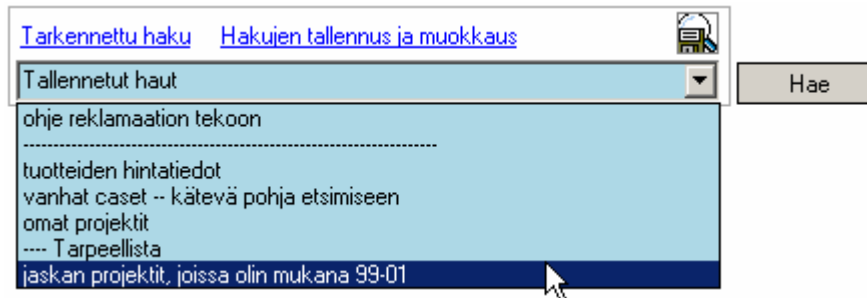 Tarkennettu haku Hakujen tallennus ja muokkaus
Tallennetut haut Hae
ohje reklamaation tekoon
----------------------------------------------------------------------
tuotteiden hintatiedot
vanhat caset -- kätevä pohja etsimiseen
omat projektit
---- Tarpeellista
jaskan projektit, joissa olin mukana 99-01